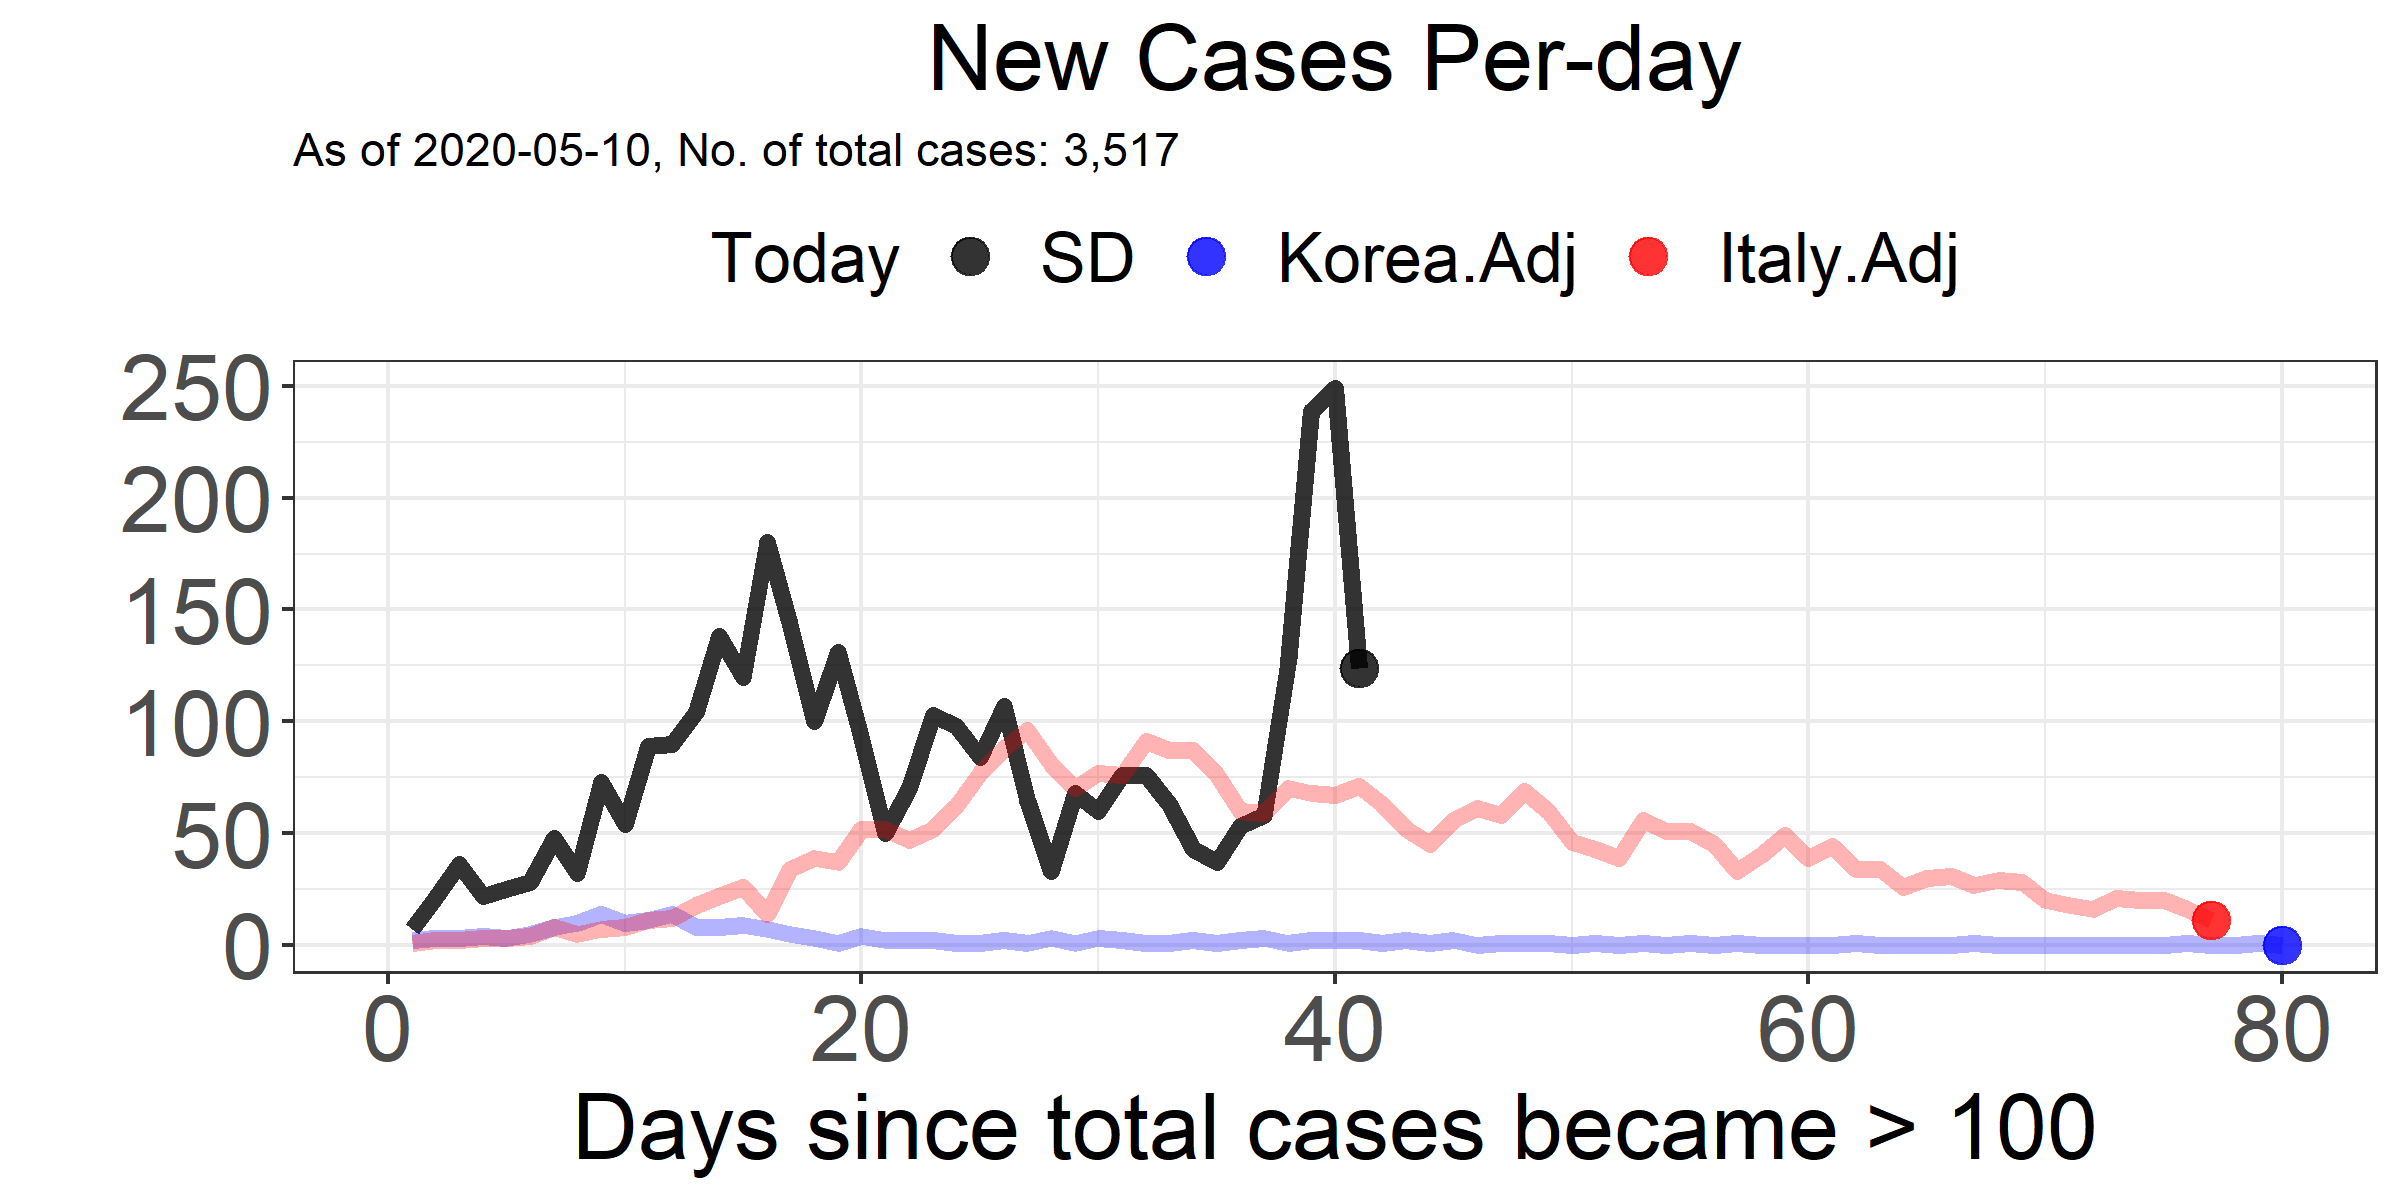 New Cases Per-day
As of 2020-05-10, No. of total cases: 3,517
Today SD Korea.Adj Italy.Adj
250
200
150
100
50
0
0 20 40 60 80
Days since total cases became > 100